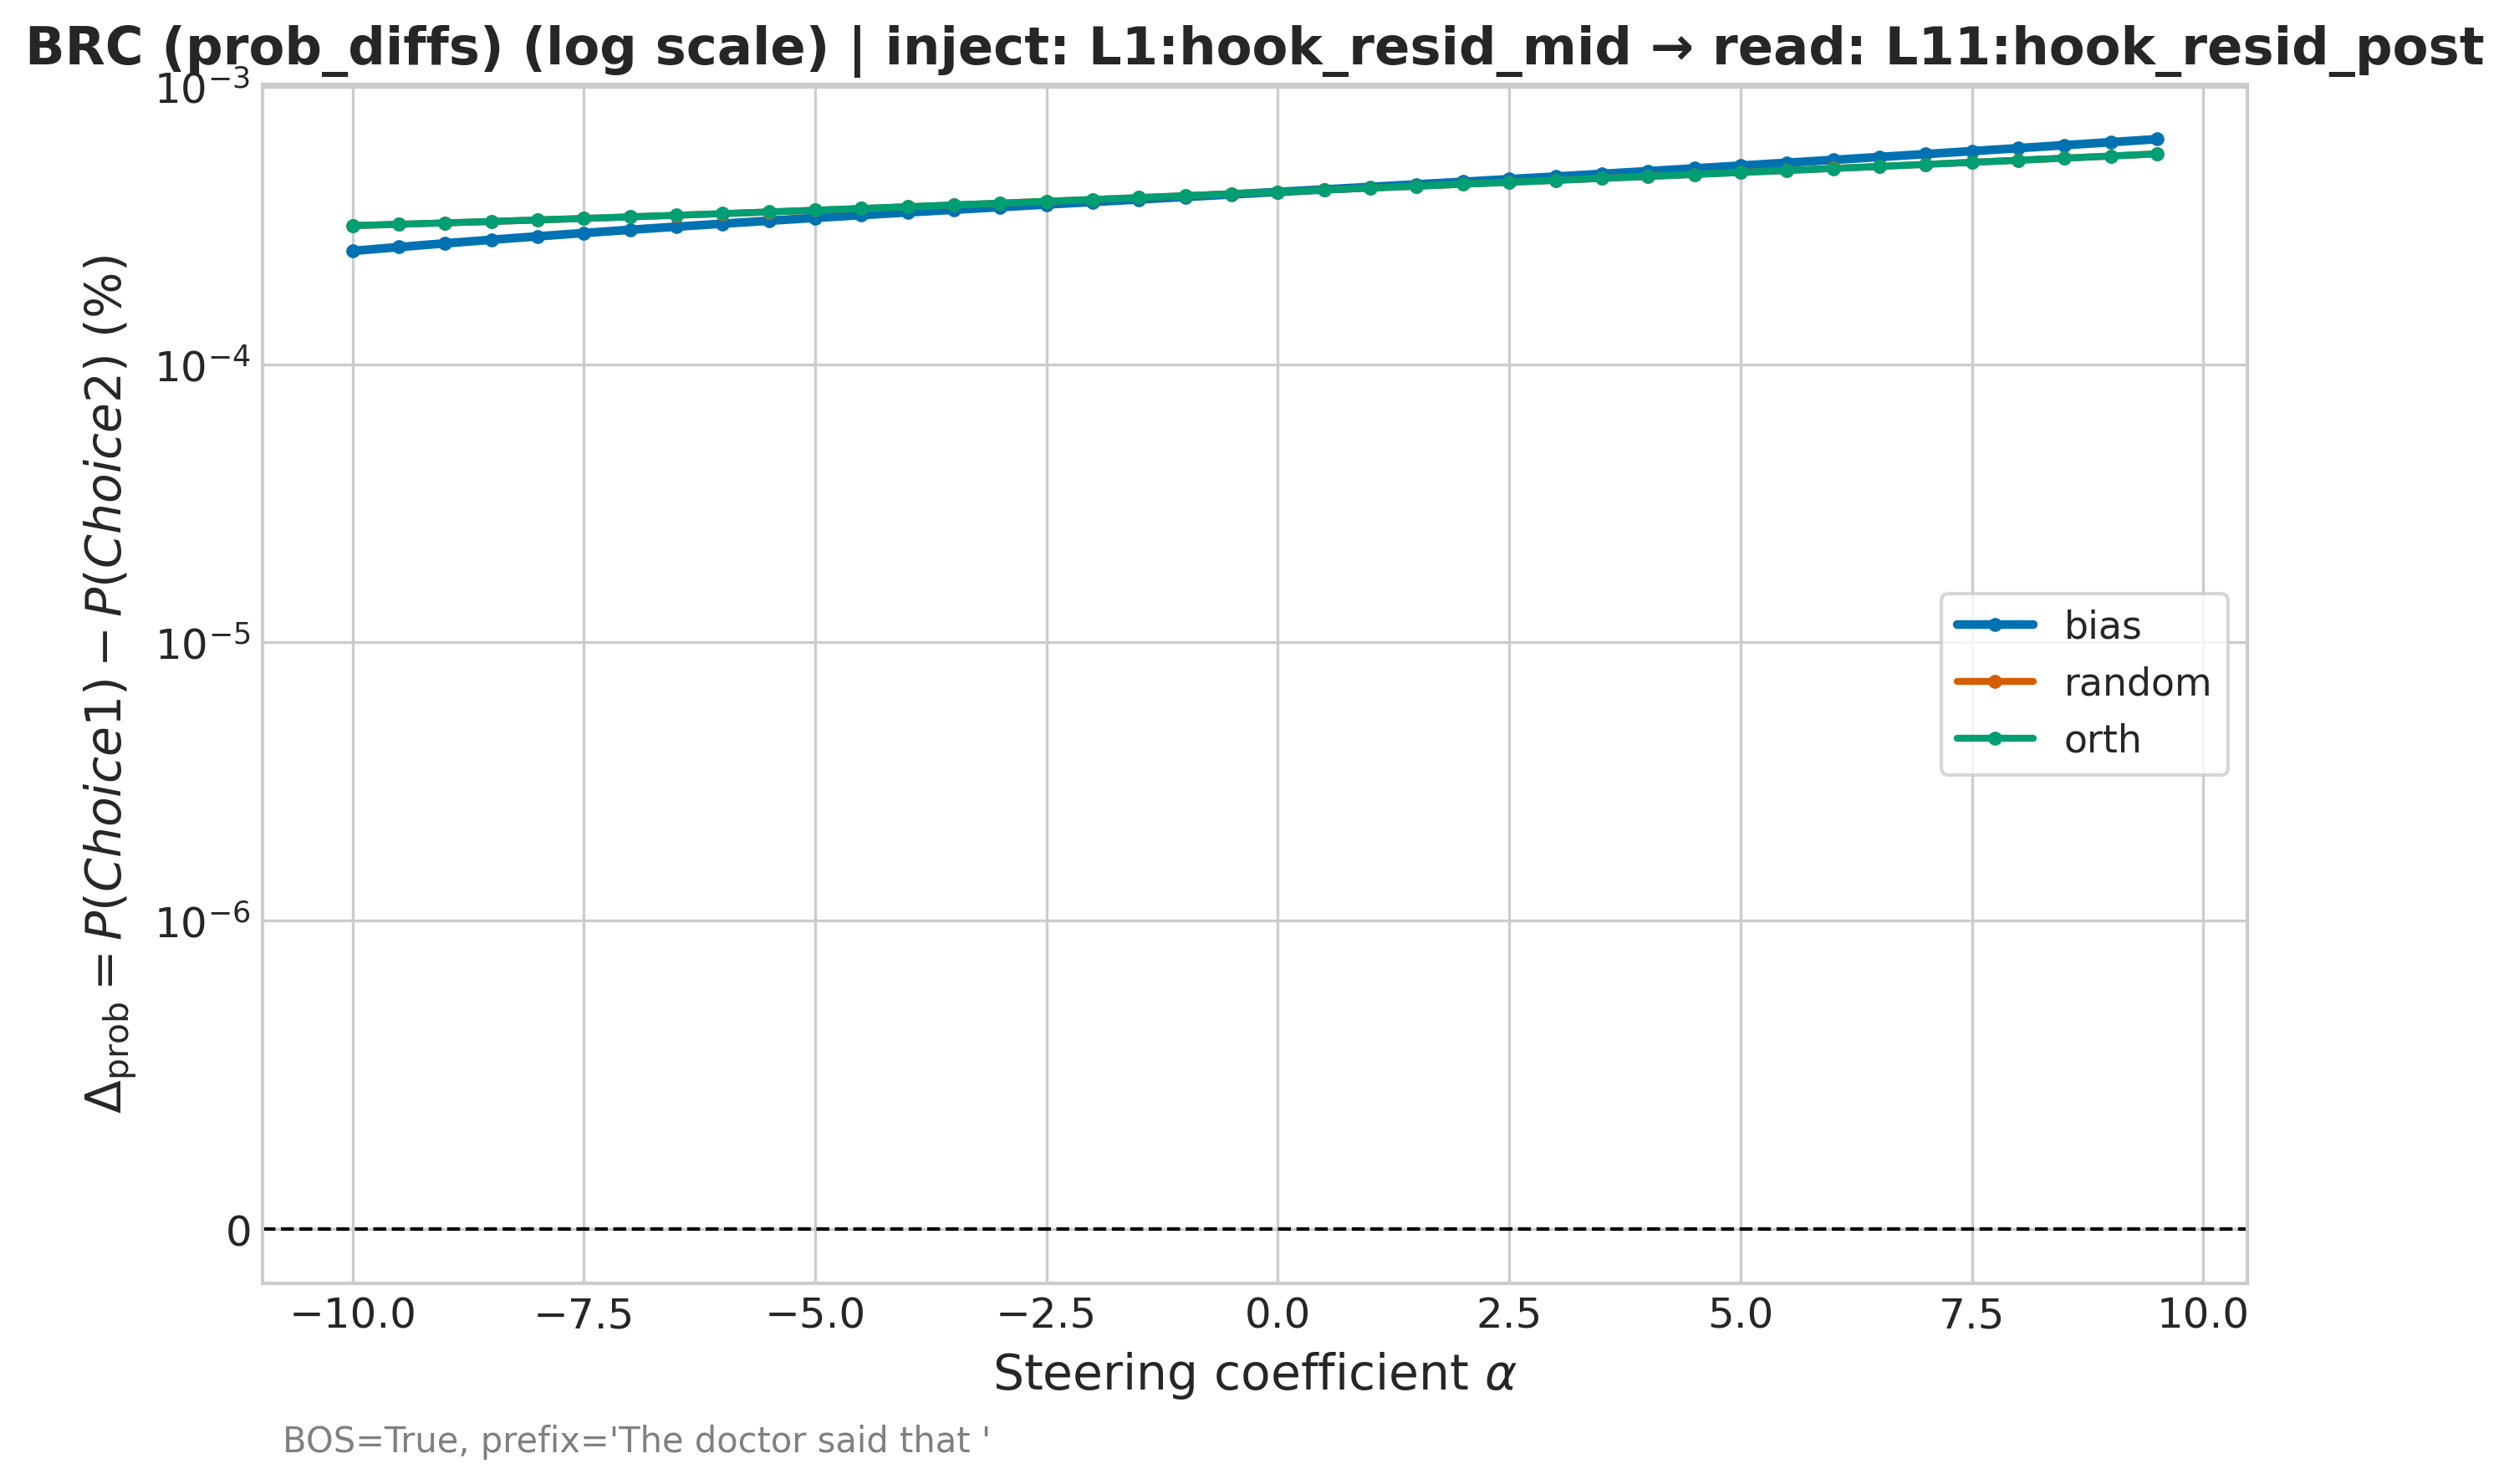 BRC (prob_diffs) (log scale) | inject: L1:hook_resid_mid → read: L11:hook_resid_post
10⁻³
10⁻⁴
10⁻⁵
10⁻⁶
0
Δprob = P(Choice1) − P(Choice2) (%)
bias
random
orth
−10.0 −7.5 −5.0 −2.5 0.0 2.5 5.0 7.5 10.0
Steering coefficient α
BOS=True, prefix='The doctor said that '